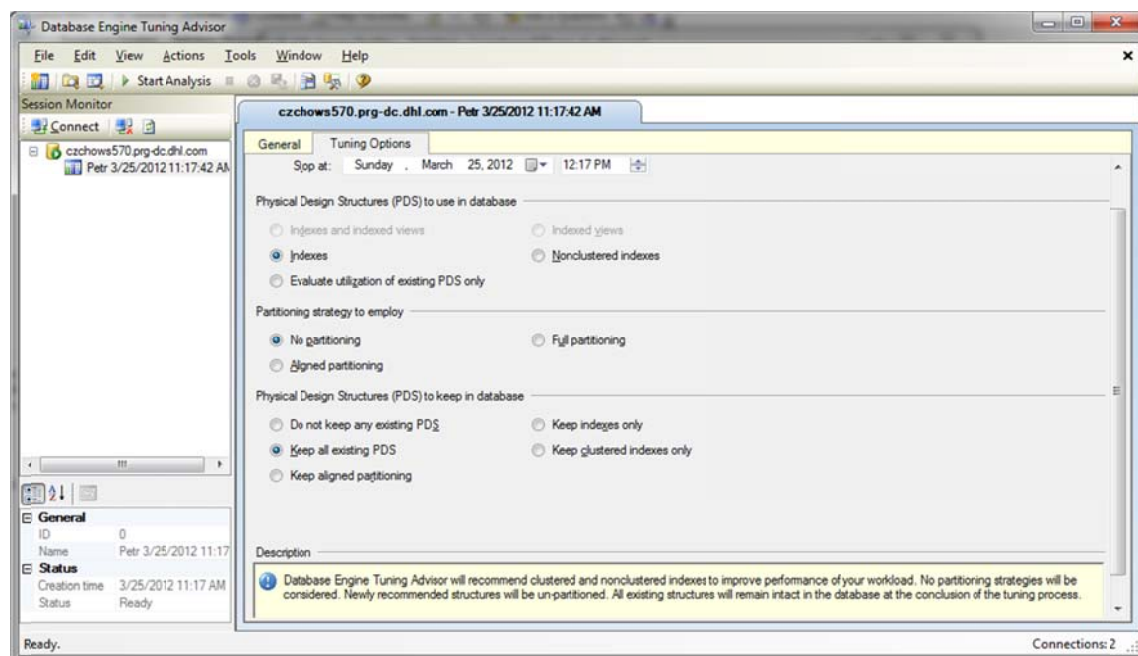 Database Engine Tuning Advisor
File Edit View Actions Tools Window Help
Start Analysis
Session Monitor
Connect
czchows570.prg-dc.dhl.com
Petr 3/25/2012 11:17:42 AM
General
ID 0
Name Petr 3/25/2012 11:17
Status
Creation time 3/25/2012 11:17 AM
Status Ready
czchows570.prg-dc.dhl.com - Petr 3/25/2012 11:17:42 AM
General Tuning Options
Stop at: Sunday , March 25, 2012 12:17 PM
Physical Design Structures (PDS) to use in database
Indexes and indexed views Indexed views
Indexes Nonclustered indexes
Evaluate utilization of existing PDS only
Partitioning strategy to employ
No partitioning Full partitioning
Aligned partitioning
Physical Design Structures (PDS) to keep in database
Do not keep any existing PDS Keep indexes only
Keep all existing PDS Keep clustered indexes only
Keep aligned partitioning
Description
Database Engine Tuning Advisor will recommend clustered and nonclustered indexes to improve performance of your workload. No partitioning strategies will be
considered. Newly recommended structures will be un-partitioned. All existing structures will remain intact in the database at the conclusion of the tuning process.
Ready. Connections: 2